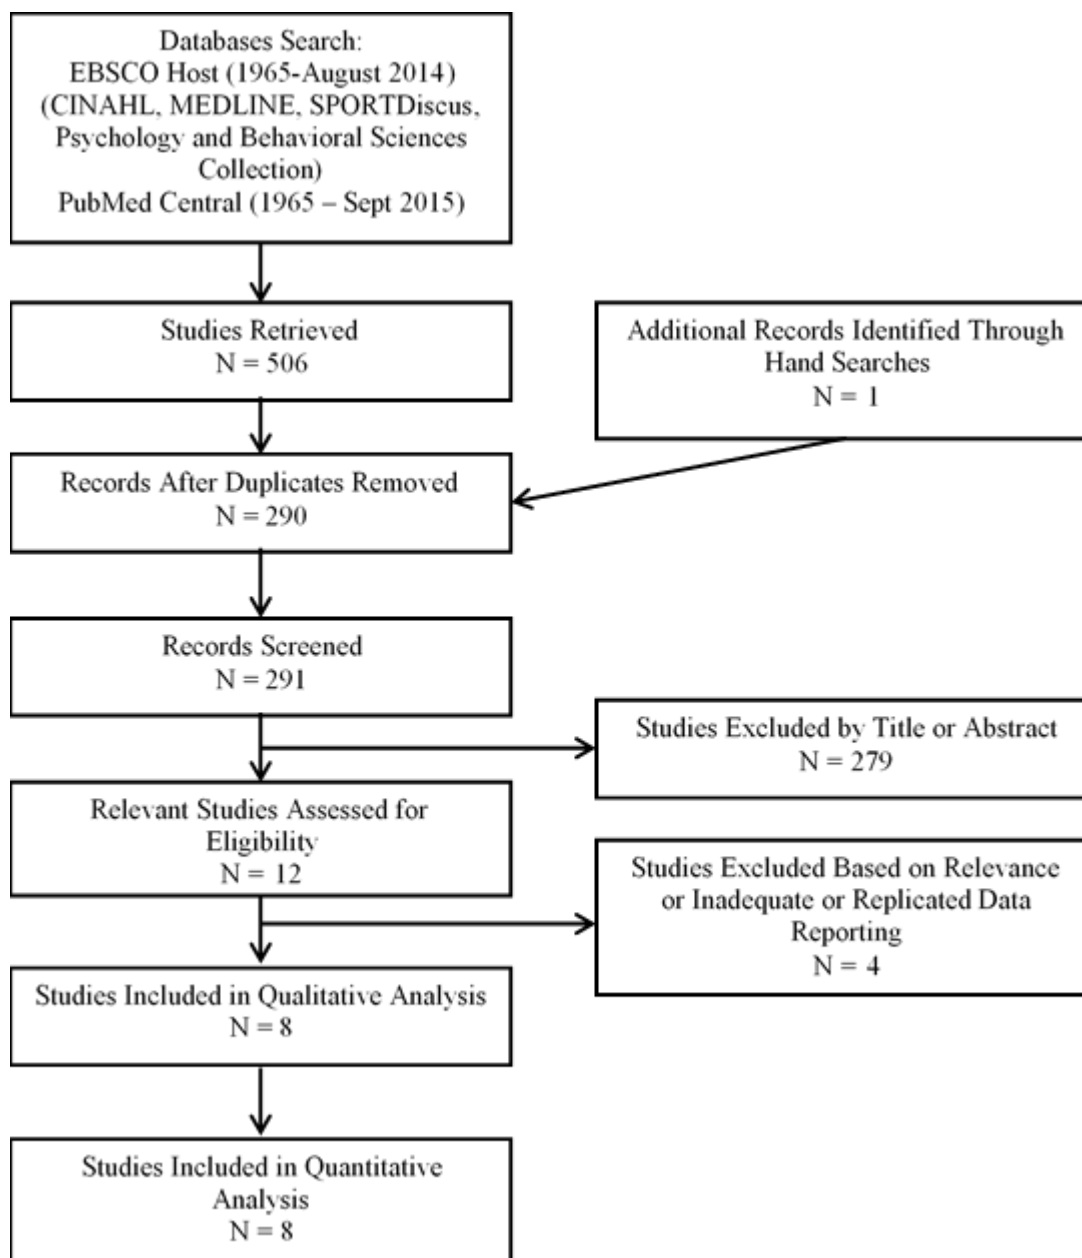 Databases Search:
EBSCO Host (1965-August 2014)
(CINAHL, MEDLINE, SPORTDiscus,
Psychology and Behavioral Sciences
Collection)
PubMed Central (1965 – Sept 2015)
Studies Retrieved
N = 506
Additional Records Identified Through
Hand Searches
N = 1
Records After Duplicates Removed
N = 290
Records Screened
N = 291
Studies Excluded by Title or Abstract
N = 279
Relevant Studies Assessed for
Eligibility
N = 12
Studies Excluded Based on Relevance
or Inadequate or Replicated Data
Reporting
N = 4
Studies Included in Qualitative Analysis
N = 8
Studies Included in Quantitative
Analysis
N = 8